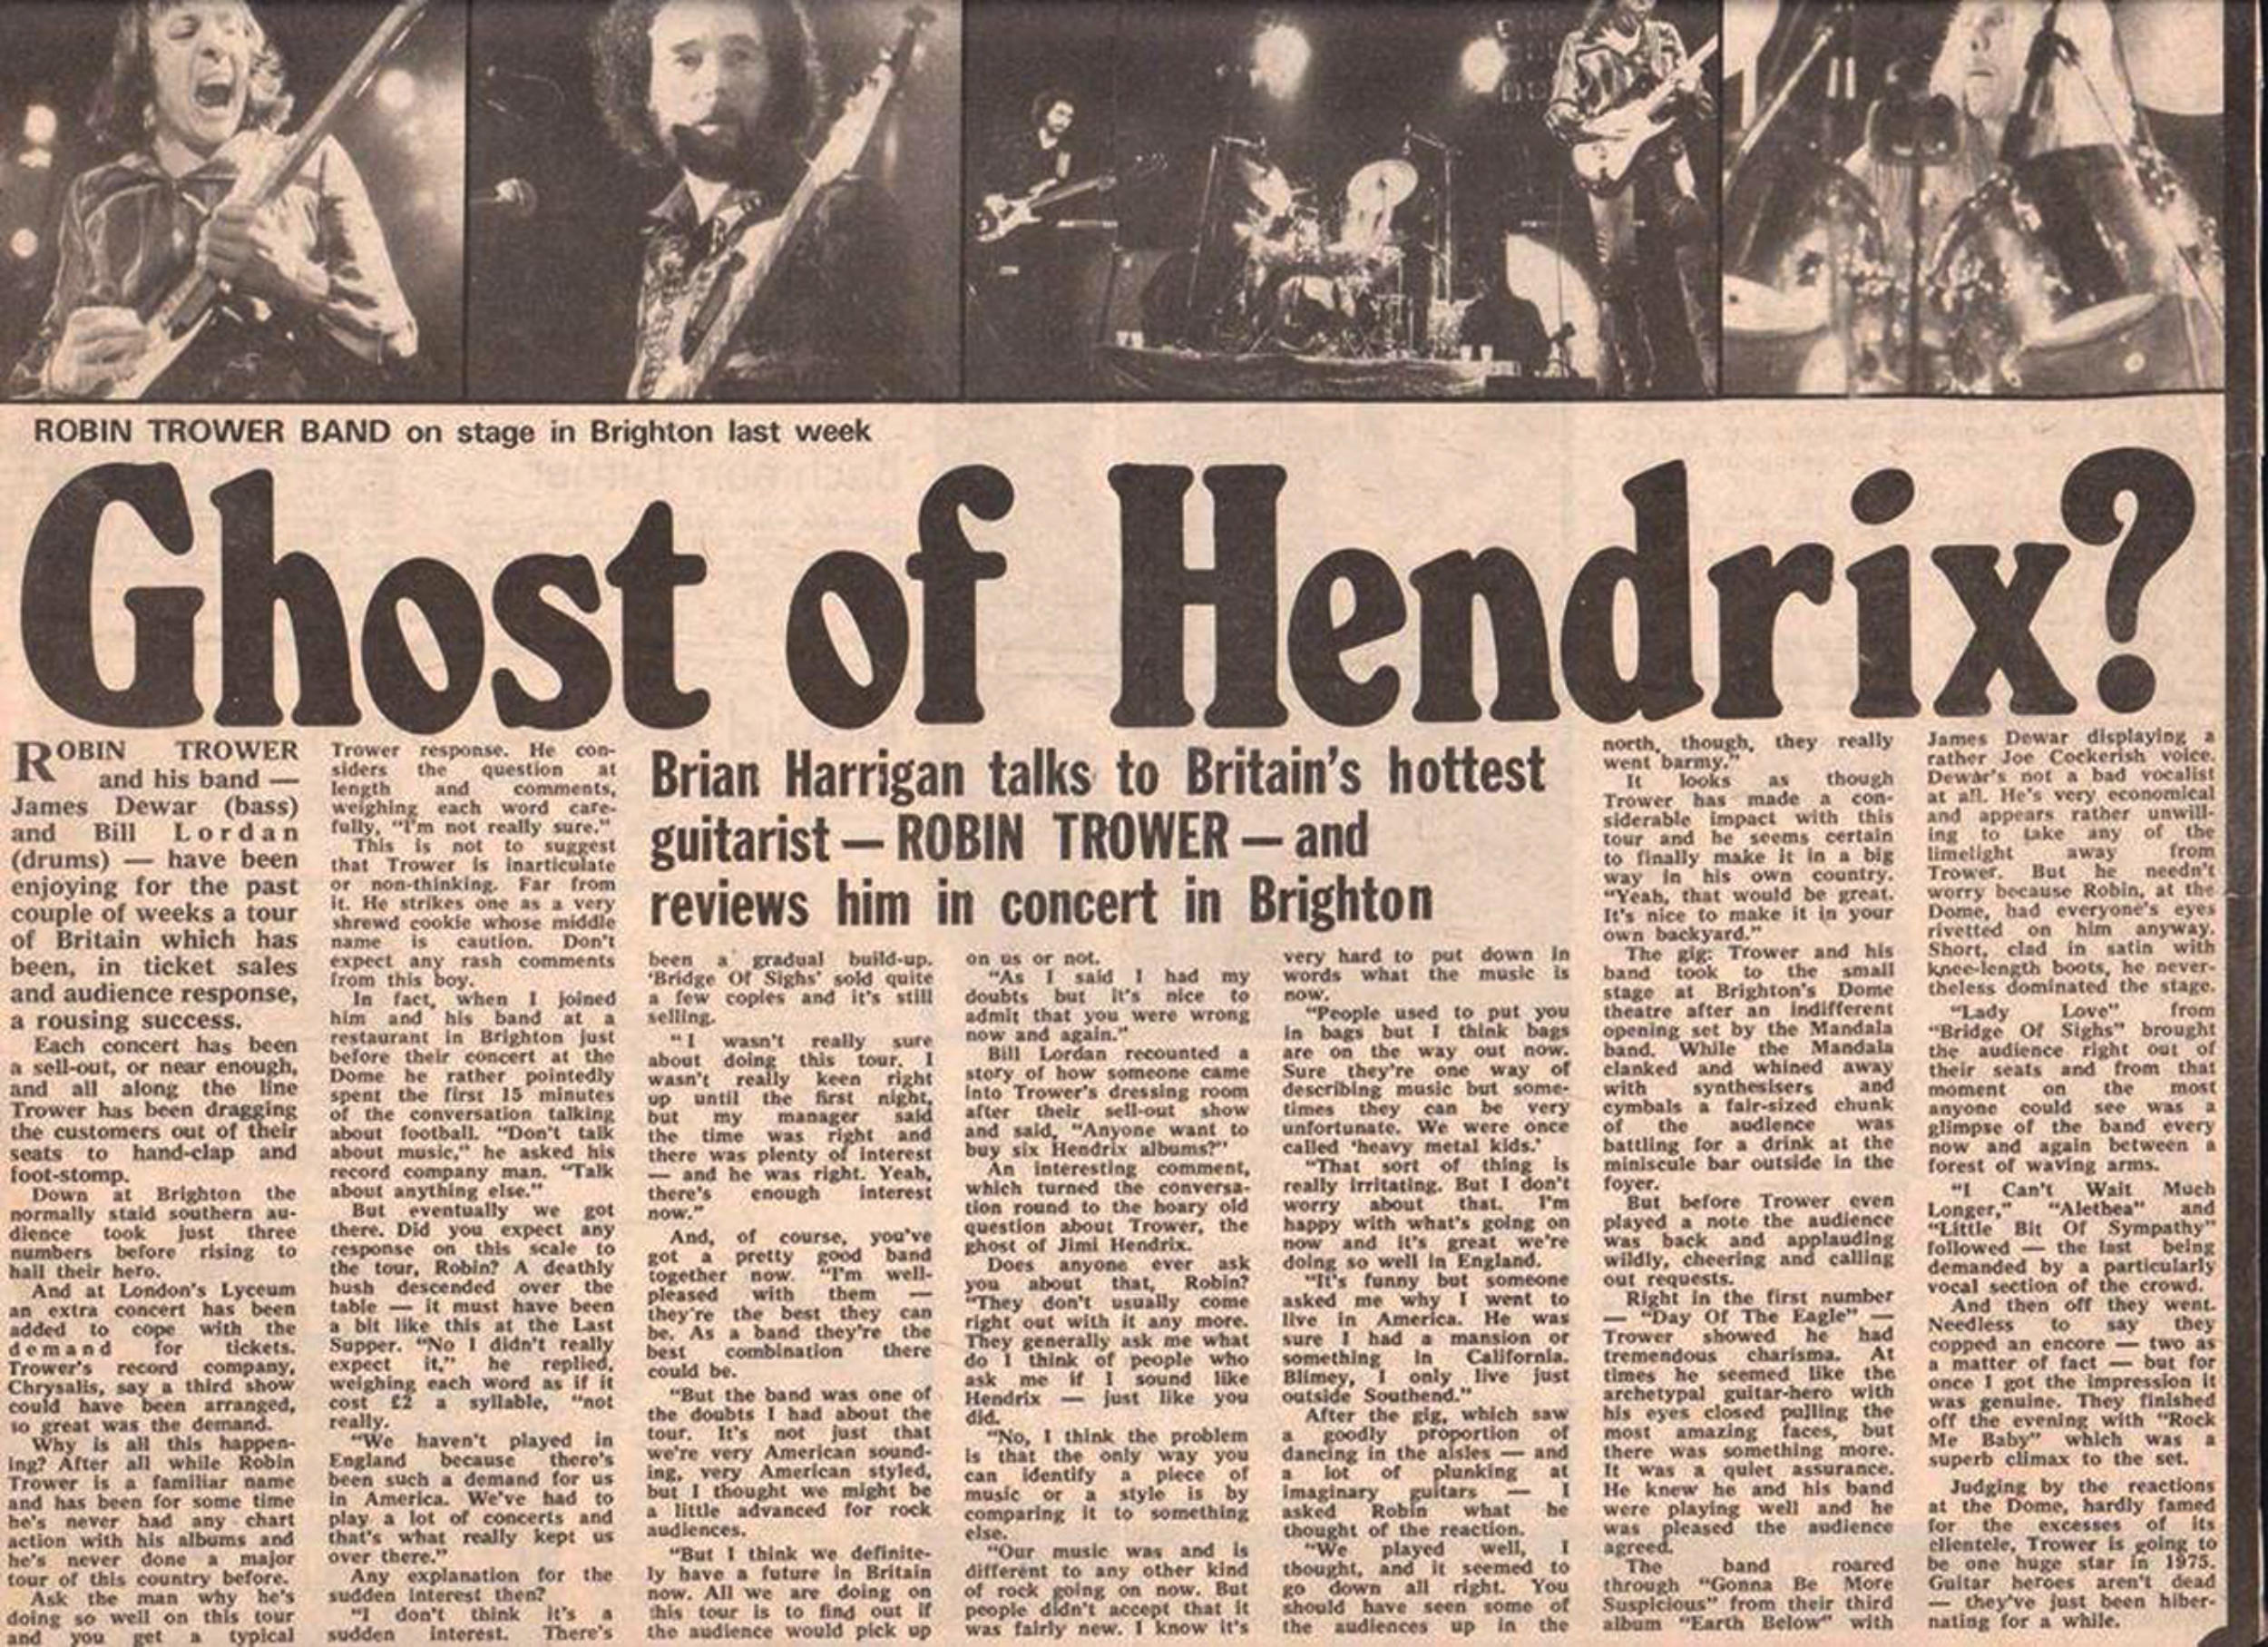 ROBIN TROWER BAND on stage in Brighton last week
Ghost of Hendrix?
Brian Harrigan talks to Britain's hottest
guitarist — ROBIN TROWER — and
reviews him in concert in Brighton
ROBIN TROWER
and his band —
James Dewar (bass)
and Bill Lordan
(drums) — have been
enjoying for the past
couple of weeks a tour
of Britain which has
been, in ticket sales
and audience response,
a rousing success.
Each concert has been
a sell-out, or near enough,
and all along the line
Trower has been dragging
the customers out of their
seats to hand-clap and
foot-stomp.
Down at Brighton the
normally staid southern au-
dience took just three
numbers before rising to
hail their hero.
And at London's Lyceum
an extra concert has been
added to cope with the
demand for tickets.
Trower's record company,
Chrysalis, say a third show
could have been arranged,
so great was the demand.
Why is all this happen-
ing? After all while Robin
Trower is a familiar name
and has been for some time
he's never had any chart
action with his albums and
he's never done a major
tour of this country before.
Ask the man why he's
doing so well on this tour
and you get a typical
Trower response. He con-
siders the question at
length and comments,
weighing each word care-
fully, "I'm not really sure."
This is not to suggest
that Trower is inarticulate
or non-thinking. Far from
it. He strikes one as a very
shrewd cookie whose middle
name is caution. Don't
expect any rash comments
from this boy.
In fact, when I joined
him and his band at a
restaurant in Brighton just
before their concert at the
Dome he rather pointedly
spent the first 15 minutes
of the conversation talking
about football. "Don't talk
about music," he asked his
record company man. "Talk
about anything else."
But eventually we got
there. Did you expect any
response on this scale to
the tour, Robin? A deathly
hush descended over the
table — it must have been
a bit like this at the Last
Supper. "No I didn't really
expect it," he replied,
weighing each word as if it
cost £2 a syllable, "not
really.
"We haven't played in
England because there's
been such a demand for us
in America. We've had to
play a lot of concerts and
that's what really kept us
over there."
Any explanation for the
sudden interest then?
"I don't think it's a
sudden interest. There's
been a gradual build-up.
'Bridge Of Sighs' sold quite
a few copies and it's still
selling.
"I wasn't really sure
about doing this tour. I
wasn't really keen right
up until the first night,
but my manager said
the time was right and
there was plenty of interest
— and he was right. Yeah,
there's enough interest
now."
And, of course, you've
got a pretty good band
together now. "I'm well-
pleased with them —
they're the best they can
be. As a band they're the
best combination there
could be.
"But the band was one of
the doubts I had about the
tour. It's not just that
we're very American sound-
ing, very American styled,
but I thought we might be
a little advanced for rock
audiences.
"But I think we definite-
ly have a future in Britain
now. All we are doing on
this tour is to find out if
the audience would pick up
on us or not.
"As I said I had my
doubts but it's nice to
admit that you were wrong
now and again."
Bill Lordan recounted a
story of how someone came
into Trower's dressing room
after their sell-out show
and said, "Anyone want to
buy six Hendrix albums?"
An interesting comment,
which turned the conversa-
tion round to the hoary old
question about Trower, the
ghost of Jimi Hendrix.
Does anyone ever ask
you about that, Robin?
"They don't usually come
right out with it any more.
They generally ask me what
do I think of people who
ask me if I sound like
Hendrix — just like you
did.
"No, I think the problem
is that the only way you
can identify a piece of
music or a style is by
comparing it to something
else.
"Our music was and is
different to any other kind
of rock going on now. But
people didn't accept that it
was fairly new. I know it's
very hard to put down in
words what the music is
now.
"People used to put you
in bags but I think bags
are on the way out now.
Sure they're one way of
describing music but some-
times they can be very
unfortunate. We were once
called 'heavy metal kids.'
"That sort of thing is
really irritating. But I don't
worry about that. I'm
happy with what's going on
now and it's great we're
doing so well in England.
"It's funny but someone
asked me why I went to
live in America. He was
sure I had a mansion or
something in California.
Blimey, I only live just
outside Southend."
After the gig, which saw
a goodly proportion of
dancing in the aisles — and
a lot of plunking at
imaginary guitars — I
asked Robin what he
thought of the reaction.
"We played well, I
thought, and it seemed to
go down all right. You
should have seen some of
the audiences up in the
north, though, they really
went barmy."
It looks as though
Trower has made a con-
siderable impact with this
tour and he seems certain
to finally make it in a big
way in his own country.
"Yeah, that would be great.
It's nice to make it in your
own backyard."
The gig: Trower and his
band took to the small
stage at Brighton's Dome
theatre after an indifferent
opening set by the Mandala
band. While the Mandala
clanked and whined away
with synthesisers and
cymbals a fair-sized chunk
of the audience was
battling for a drink at the
miniscule bar outside in the
foyer.
But before Trower even
played a note the audience
was back and applauding
wildly, cheering and calling
out requests.
Right in the first number
— "Day Of The Eagle" —
Trower showed he had
tremendous charisma. At
times he seemed like the
archetypal guitar-hero with
his eyes closed pulling the
most amazing faces, but
there was something more.
It was a quiet assurance.
He knew he and his band
were playing well and he
was pleased the audience
agreed.
The band roared
through "Gonna Be More
Suspicious" from their third
album "Earth Below" with
James Dewar displaying a
rather Joe Cockerish voice.
Dewar's not a bad vocalist
at all. He's very economical
and appears rather unwill-
ing to take any of the
limelight away from
Trower. But he needn't
worry because Robin, at the
Dome, had everyone's eyes
rivetted on him anyway.
Short, clad in satin with
knee-length boots, he never-
theless dominated the stage.
"Lady Love" from
"Bridge Of Sighs" brought
the audience right out of
their seats and from that
moment on the most
anyone could see was a
glimpse of the band every
now and again between a
forest of waving arms.
"I Can't Wait Much
Longer," "Alethea" and
"Little Bit Of Sympathy"
followed — the last being
demanded by a particularly
vocal section of the crowd.
And then off they went.
Needless to say they
copped an encore — two as
a matter of fact — but for
once I got the impression it
was genuine. They finished
off the evening with "Rock
Me Baby" which was a
superb climax to the set.
Judging by the reactions
at the Dome, hardly famed
for the excesses of its
clientele, Trower is going to
be one huge star in 1975.
Guitar heroes aren't dead
— they've just been hiber-
nating for a while.